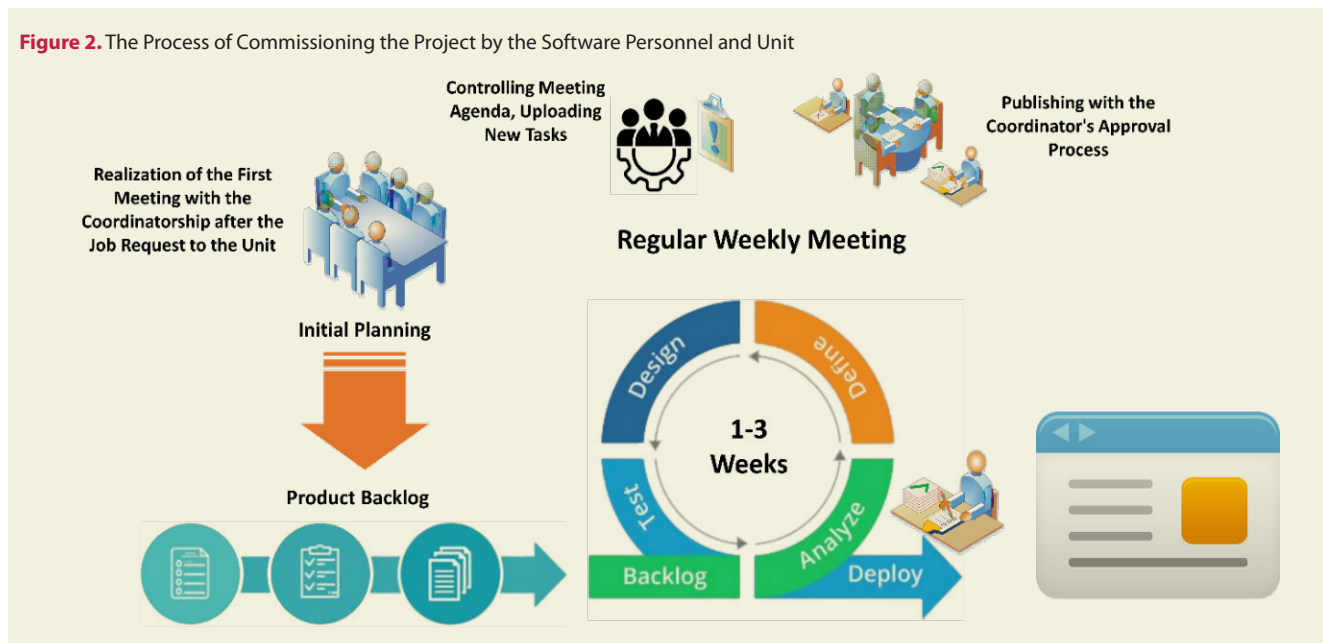 Figure 2. The Process of Commissioning the Project by the Software Personnel and Unit
Controlling Meeting
Agenda, Uploading
New Tasks
Publishing with the
Coordinator's Approval
Process
Realization of the First
Meeting with the
Coordinatorship after the
Job Request to the Unit
Regular Weekly Meeting
Initial Planning
Product Backlog
Design
Define
1-3
Weeks
Test
Analyze
Backlog
Deploy